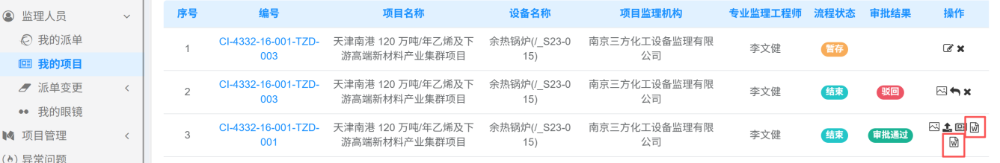 监理人员
我的派单
我的项目
派单变更
我的眼镜
项目管理
异常问题
序号 编号 项目名称 设备名称 项目监理机构 专业监理工程师 流程状态 审批结果 操作
1 CI-4332-16-001-TZD-003 天津南港 120 万吨/年乙烯及下游高端新材料产业集群项目 余热锅炉(/_S23-015) 南京三方化工设备监理有限公司 李文健 暂存
2 CI-4332-16-001-TZD-003 天津南港 120 万吨/年乙烯及下游高端新材料产业集群项目 余热锅炉(/_S23-015) 南京三方化工设备监理有限公司 李文健 结束 驳回
3 CI-4332-16-001-TZD-001 天津南港 120 万吨/年乙烯及下游高端新材料产业集群项目 余热锅炉(/_S23-015) 南京三方化工设备监理有限公司 李文健 结束 审批通过